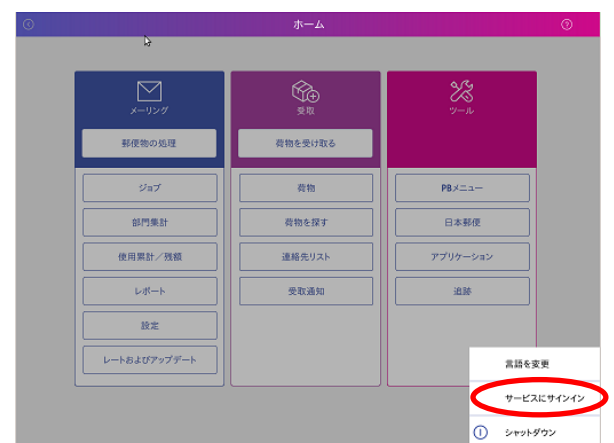 ホーム
メーリング
郵便物の処理
ジョブ
部門集計
使用累計／残額
レポート
設定
レートおよびアップデート
受取
荷物を受け取る
荷物
荷物を探す
連絡先リスト
受取通知
ツール
PBメニュー
日本郵便
アプリケーション
追跡
言語を変更
サービスにサインイン
シャットダウン